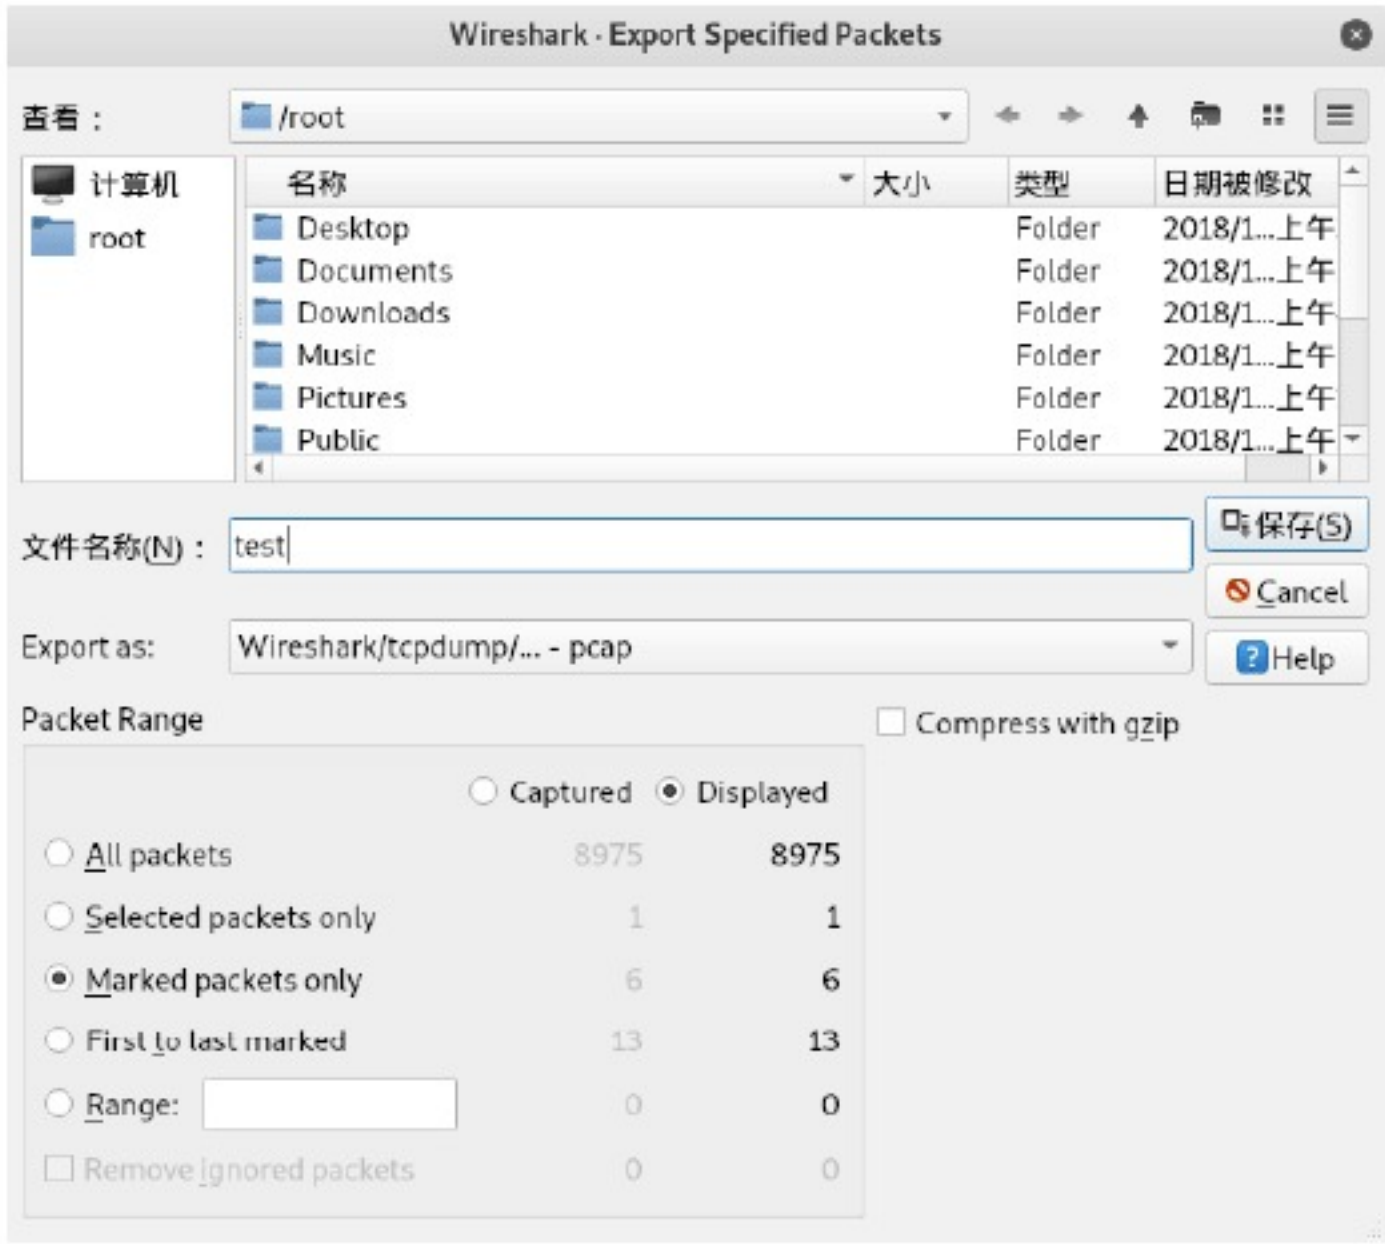 Wireshark · Export Specified Packets
查看：
/root
计算机
root
名称 大小 类型 日期被修改
Desktop Folder 2018/1...上午
Documents Folder 2018/1...上午
Downloads Folder 2018/1...上午
Music Folder 2018/1...上午
Pictures Folder 2018/1...上午
Public Folder 2018/1...上午
文件名称(N)： test
保存(S)
Cancel
Export as: Wireshark/tcpdump/... - pcap
Help
Packet Range
Compress with gzip
Captured Displayed
All packets 8975 8975
Selected packets only 1 1
Marked packets only 6 6
First to last marked 13 13
Range: 0 0
Remove ignored packets 0 0